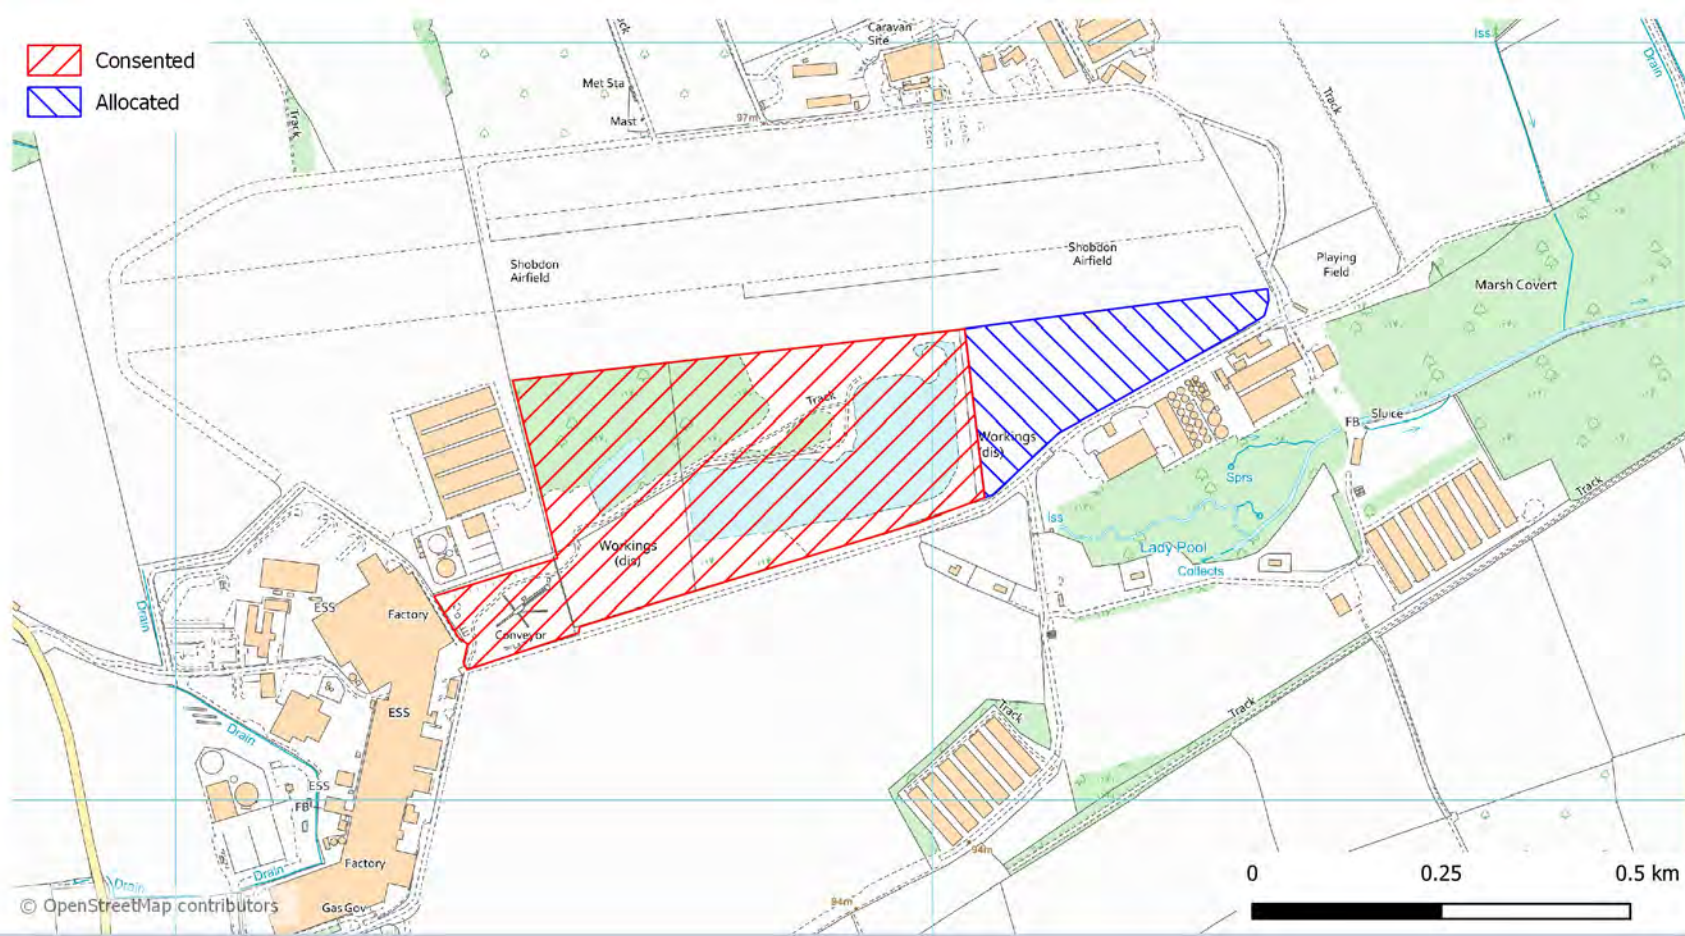 Consented
Allocated
Caravan
Site
Iss
Drain
Met Sta
Mast
97m
Track
Track
Shobdon
Airfield
Shobdon
Airfield
Playing
Field
Marsh Covert
Track
Workings
(dis)
FB
Sluice
Sprs
Track
Iss
Lady Pool
Collects
Workings
(dis)
Conveyor
Factory
ESS
Drain
ESS
Track
Track
Drain
ESS
FB
94m
Factory
Drain
Drain
Gas Gov
94m
0 0.25 0.5 km
© OpenStreetMap contributors